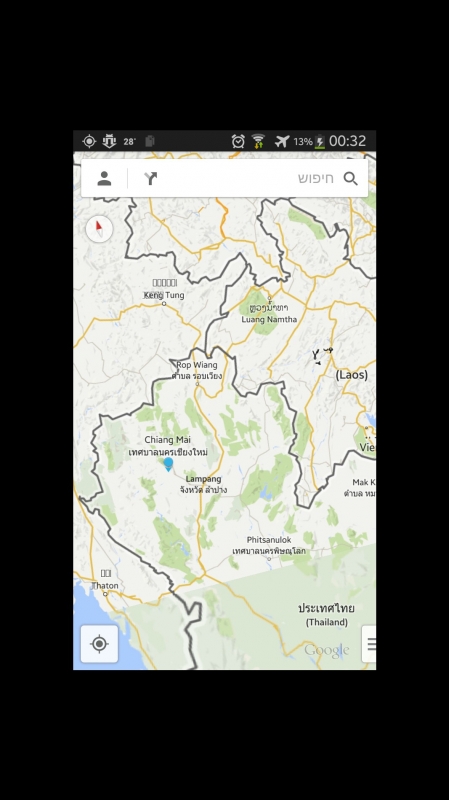 28°
13%
00:32
חיפוש
Keng Tung
ຫຼວງນ້ຳທາ
Luang Namtha
Rop Wiang
ตำบล รอบเวียง
(Laos)
Chiang Mai
เทศบาลนครเชียงใหม่
Vie
Lampang
จังหวัด ลำปาง
Mak K
ตำบล หม
Phitsanulok
เทศบาลนครพิษณุโลก
Thaton
ประเทศไทย
(Thailand)
Google